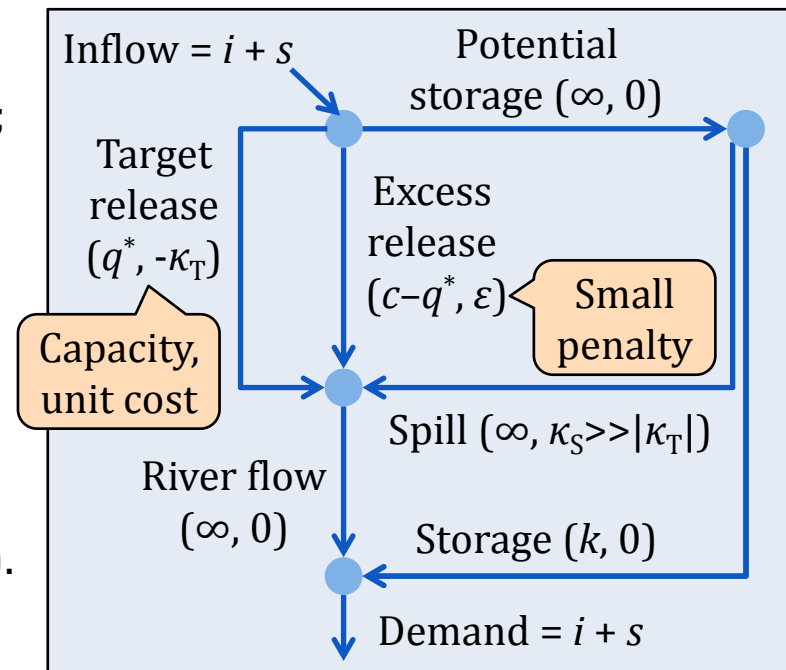 Inflow = i + s
Potential
storage (∞, 0)
;
Target
release
(q*, -κT)
Excess
release
(c–q*, ε)
Small
penalty
Capacity,
unit cost
Spill (∞, κS>>|κT|)
River flow
(∞, 0)
Storage (k, 0)
).
Demand = i + s